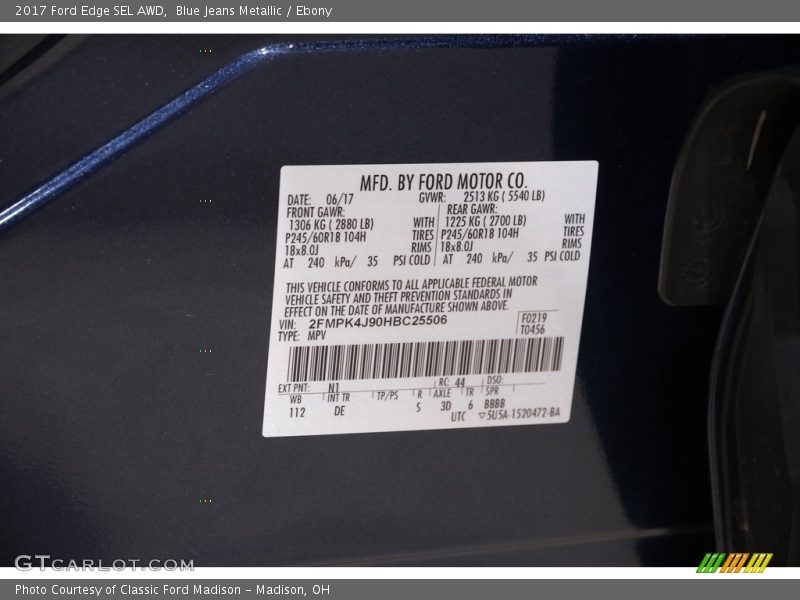 2017 Ford Edge SEL AWD,  Blue Jeans Metallic / Ebony
MFD. BY FORD MOTOR CO.
DATE: 06/17 GVWR: 2513 KG ( 5540 LB)
FRONT GAWR: REAR GAWR:
1306 KG ( 2880 LB) WITH 1225 KG ( 2700 LB) WITH
P245/60R18 104H TIRES P245/60R18 104H TIRES
18x8.0J RIMS 18x8.0J RIMS
AT 240 kPa/ 35 PSI COLD AT 240 kPa/ 35 PSI COLD
THIS VEHICLE CONFORMS TO ALL APPLICABLE FEDERAL MOTOR
VEHICLE SAFETY AND THEFT PREVENTION STANDARDS IN
EFFECT ON THE DATE OF MANUFACTURE SHOWN ABOVE.
VIN: 2FMPK4J90HBC25506 F0219
TYPE: MPV T0456
EXT PNT: N1 RC: 44 DSO:
WB INT TR TP/PS R AXLE TR SPR
112 DE S 3D 6 BBBB
UTC ▽5U5A-1520472-BA
GTCARLOT.COM
Photo Courtesy of Classic Ford Madison – Madison, OH